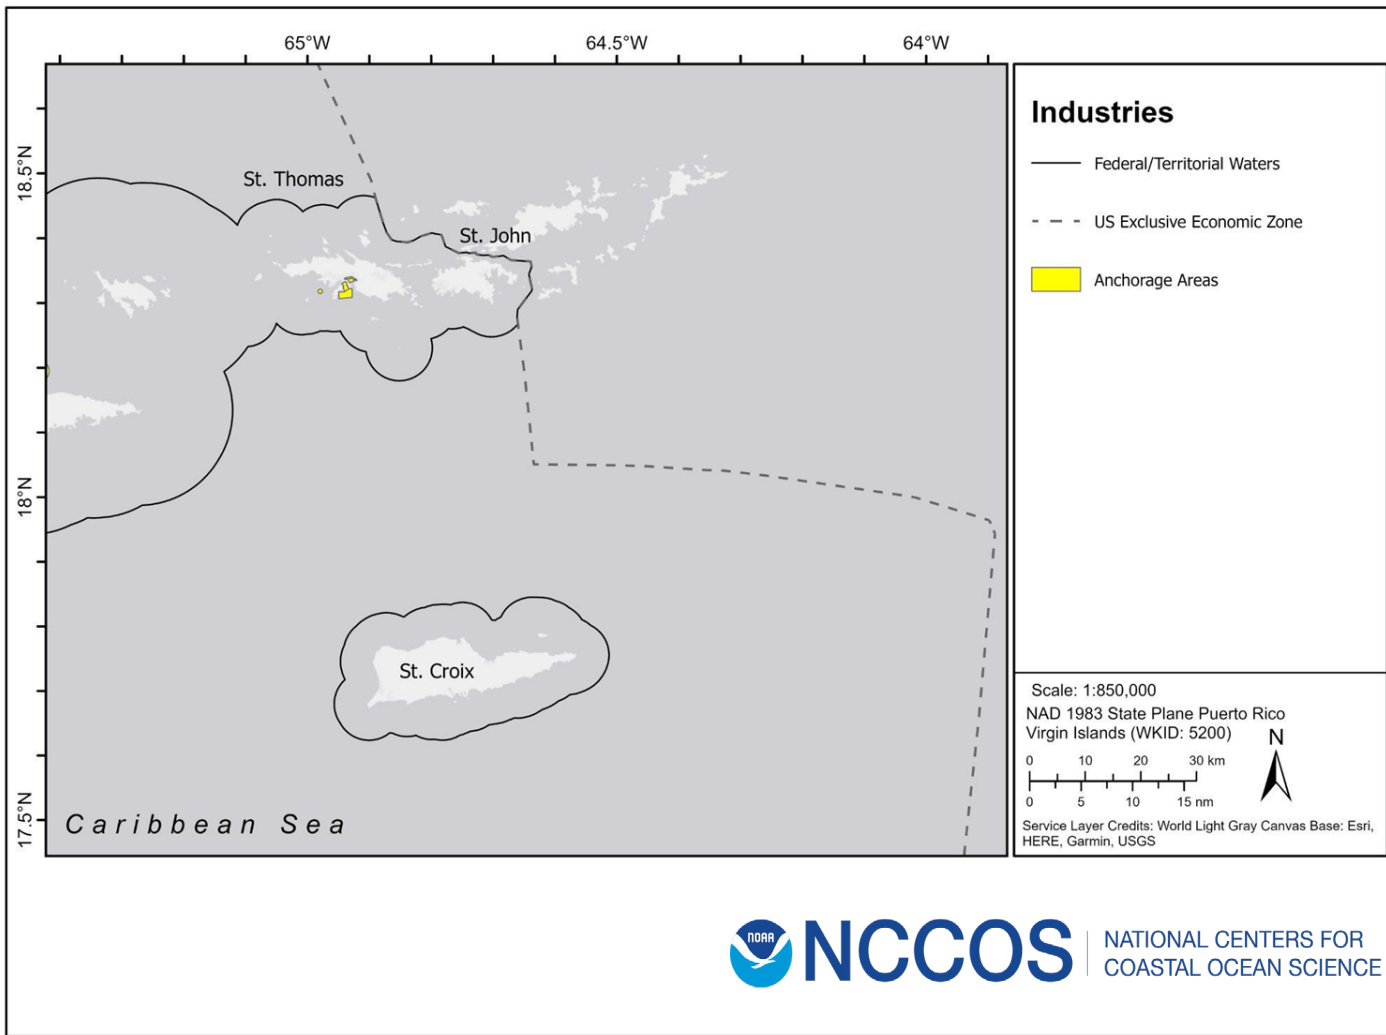 65°W 64.5°W 64°W
18.5°N
18°N
17.5°N
St. Thomas
St. John
St. Croix
Caribbean Sea
Industries
Federal/Territorial Waters
US Exclusive Economic Zone
Anchorage Areas
Scale: 1:850,000
NAD 1983 State Plane Puerto Rico
Virgin Islands (WKID: 5200)
N
0 10 20 30 km
0 5 10 15 nm
Service Layer Credits: World Light Gray Canvas Base: Esri,
HERE, Garmin, USGS
NOAA
NCCOS
NATIONAL CENTERS FOR
COASTAL OCEAN SCIENCE